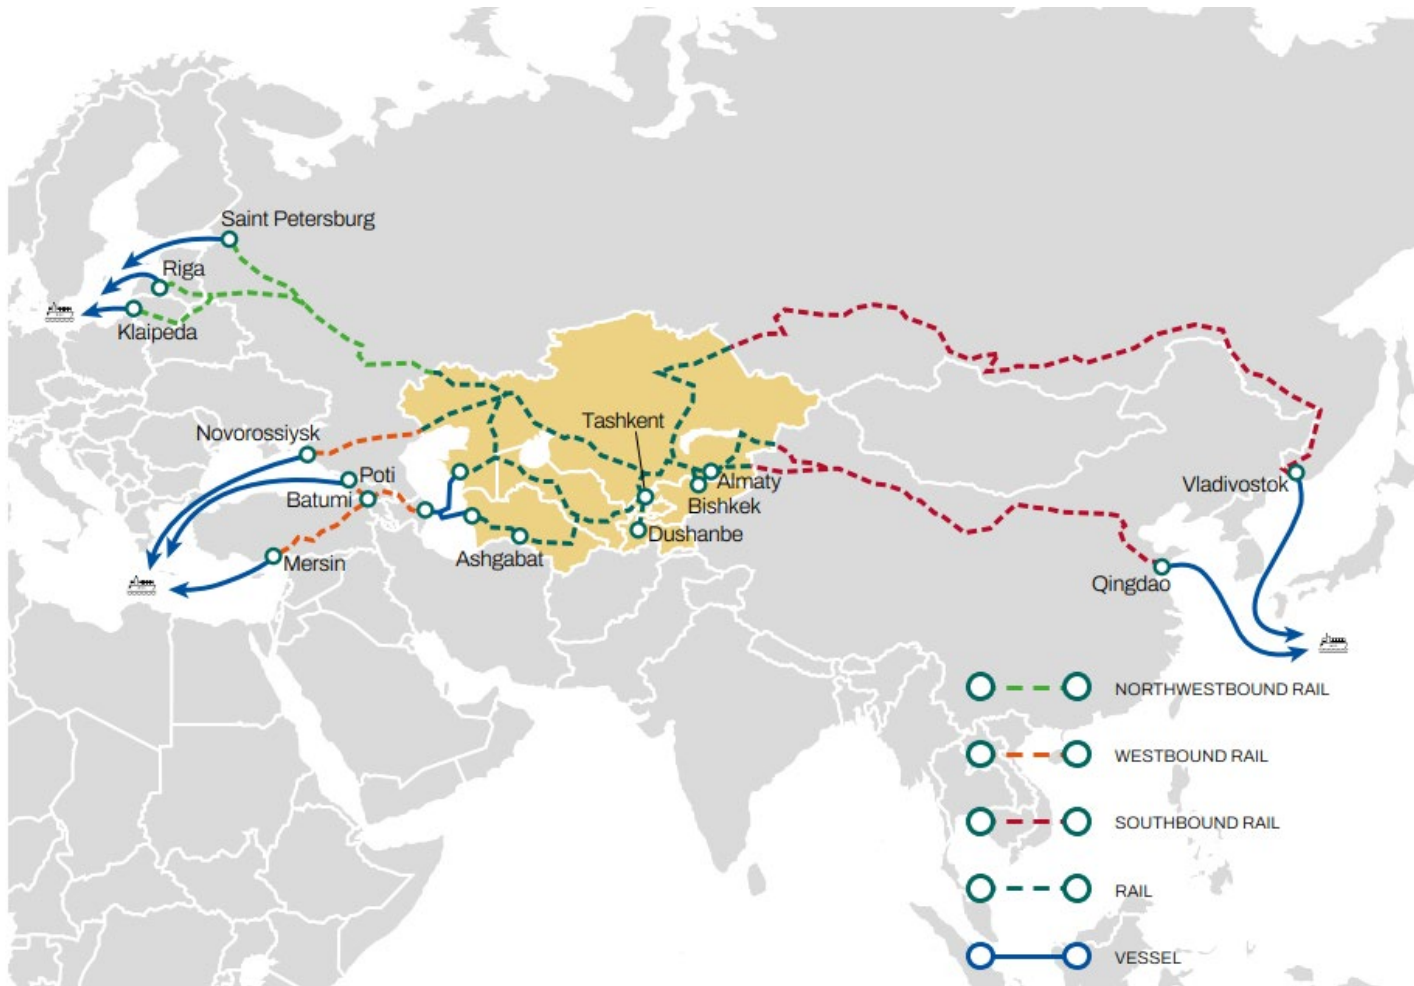 Saint Petersburg
Riga
Klaipeda
Tashkent
Novorossiysk
Poti
Batumi
Almaty
Vladivostok
Bishkek
Dushanbe
Ashgabat
Mersin
Qingdao
NORTHWESTBOUND RAIL
WESTBOUND RAIL
SOUTHBOUND RAIL
RAIL
VESSEL